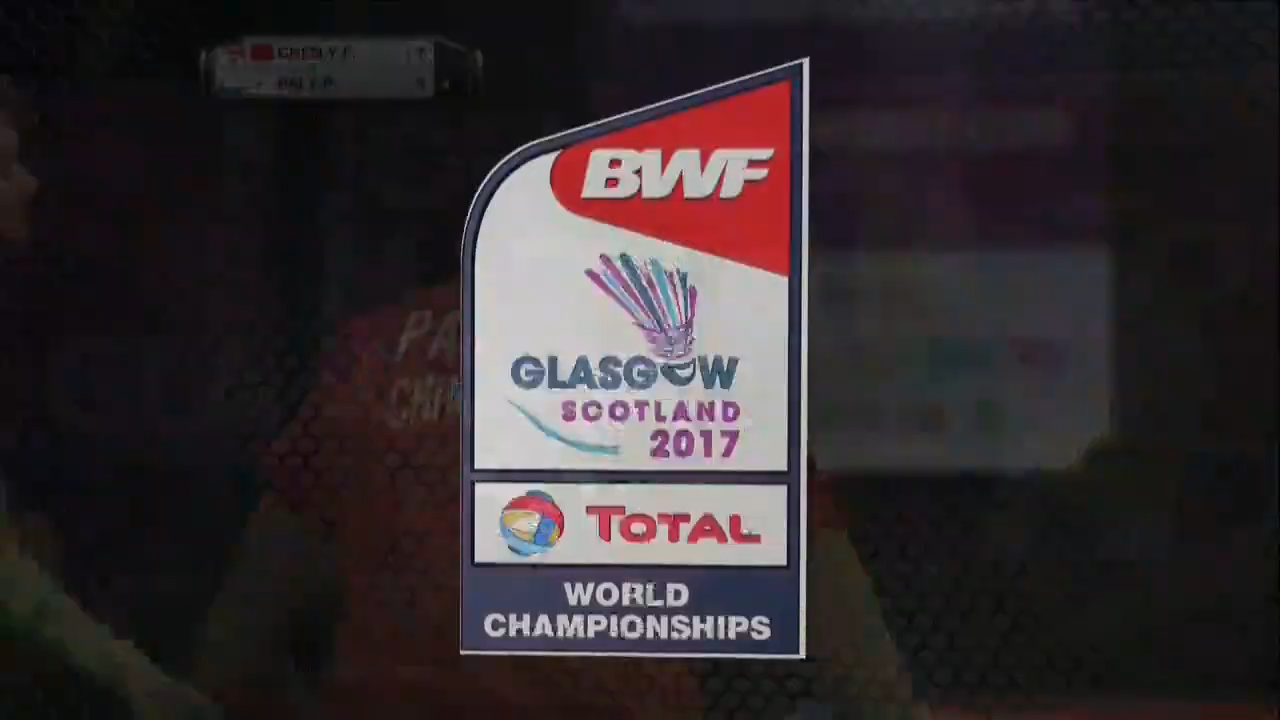 BWF
GLASGOW
SCOTLAND
2017
TOTAL
WORLD
CHAMPIONSHIPS